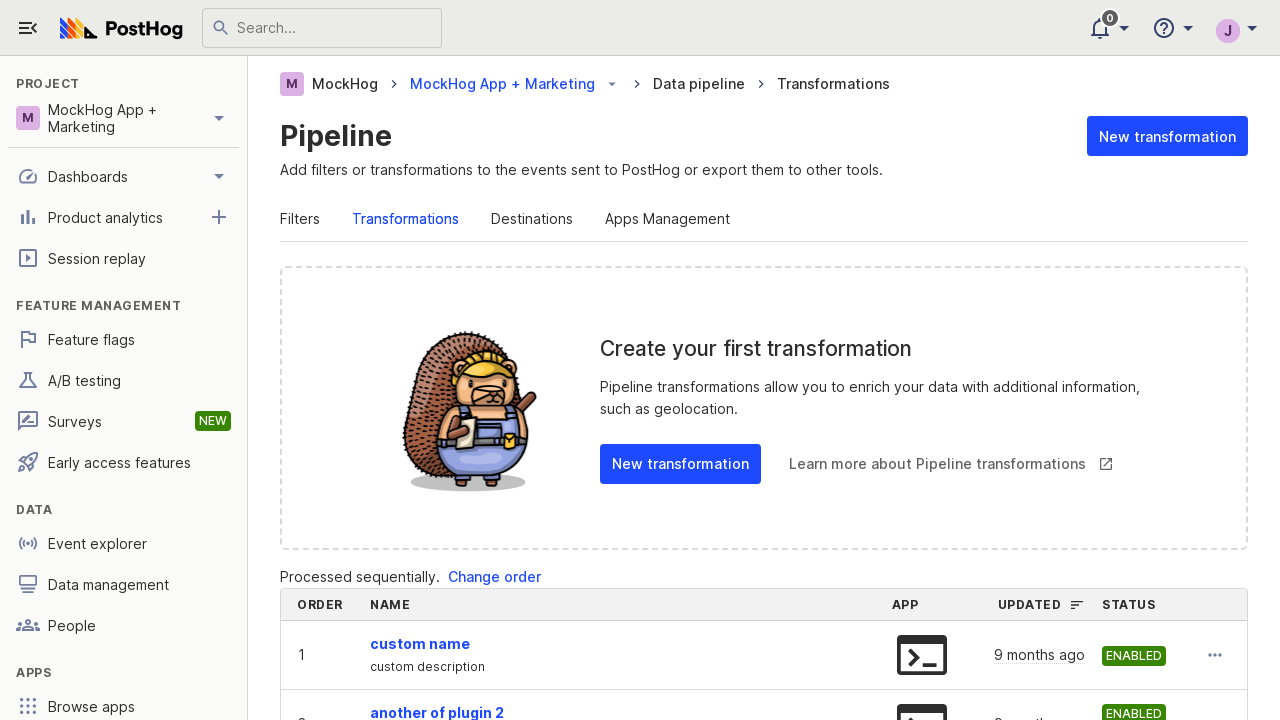 PostHog
Search...
0
J
PROJECT
M
MockHog App +
Marketing
Dashboards
Product analytics
Session replay
FEATURE MANAGEMENT
Feature flags
A/B testing
Surveys
NEW
Early access features
DATA
Event explorer
Data management
People
APPS
Browse apps
M MockHog MockHog App + Marketing Data pipeline Transformations
Pipeline
New transformation
Add filters or transformations to the events sent to PostHog or export them to other tools.
Filters Transformations Destinations Apps Management
Create your first transformation
Pipeline transformations allow you to enrich your data with additional information,
such as geolocation.
New transformation Learn more about Pipeline transformations
Processed sequentially. Change order
ORDER NAME APP UPDATED STATUS
1 custom name 9 months ago ENABLED
custom description
another of plugin 2 ENABLED